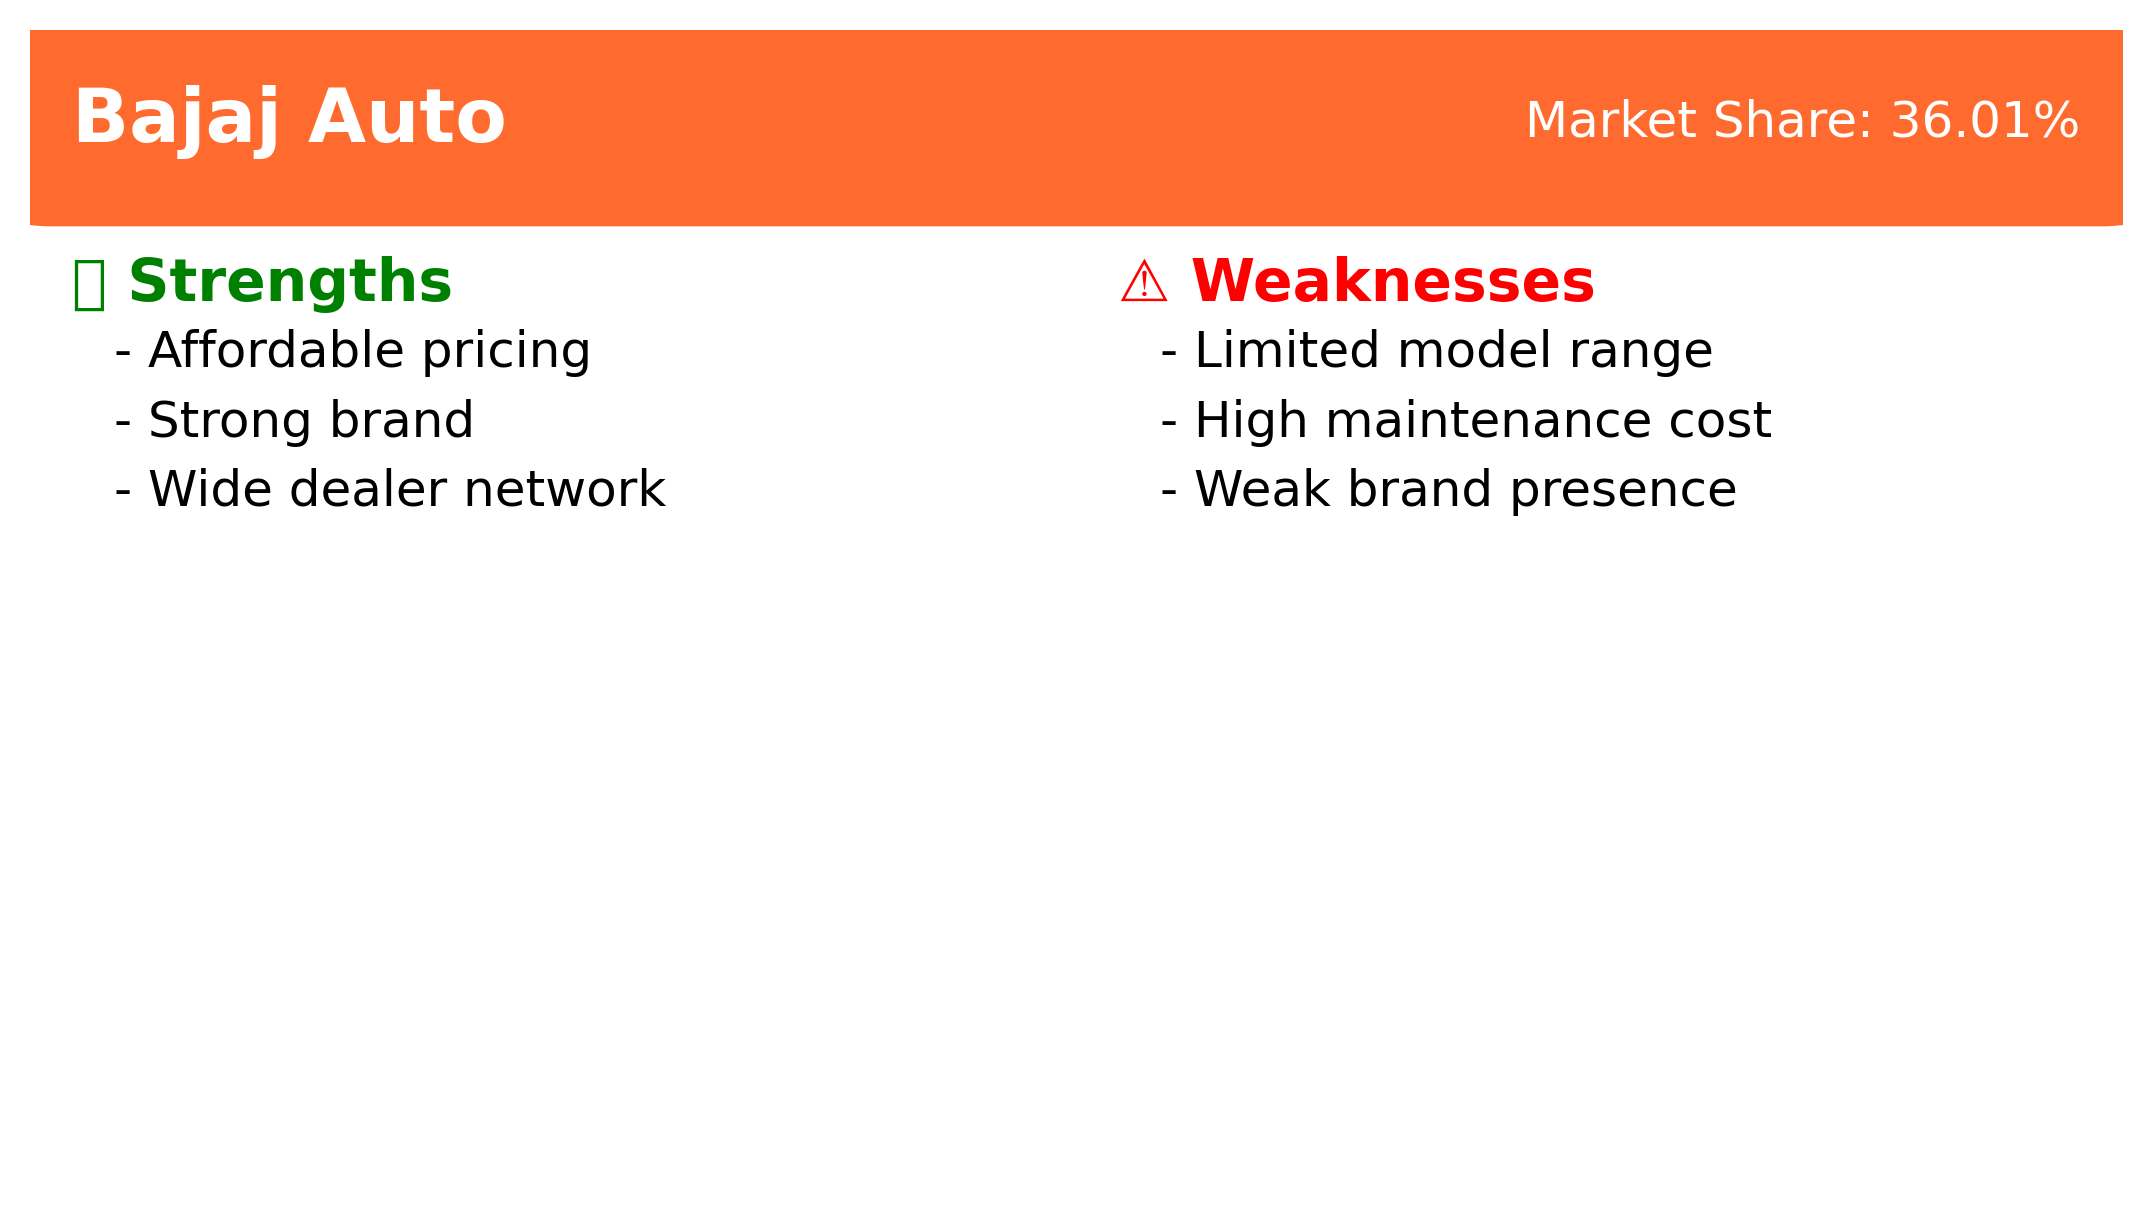 Bajaj Auto
Market Share: 36.01%
Strengths
- Affordable pricing
- Strong brand
- Wide dealer network
⚠ Weaknesses
- Limited model range
- High maintenance cost
- Weak brand presence